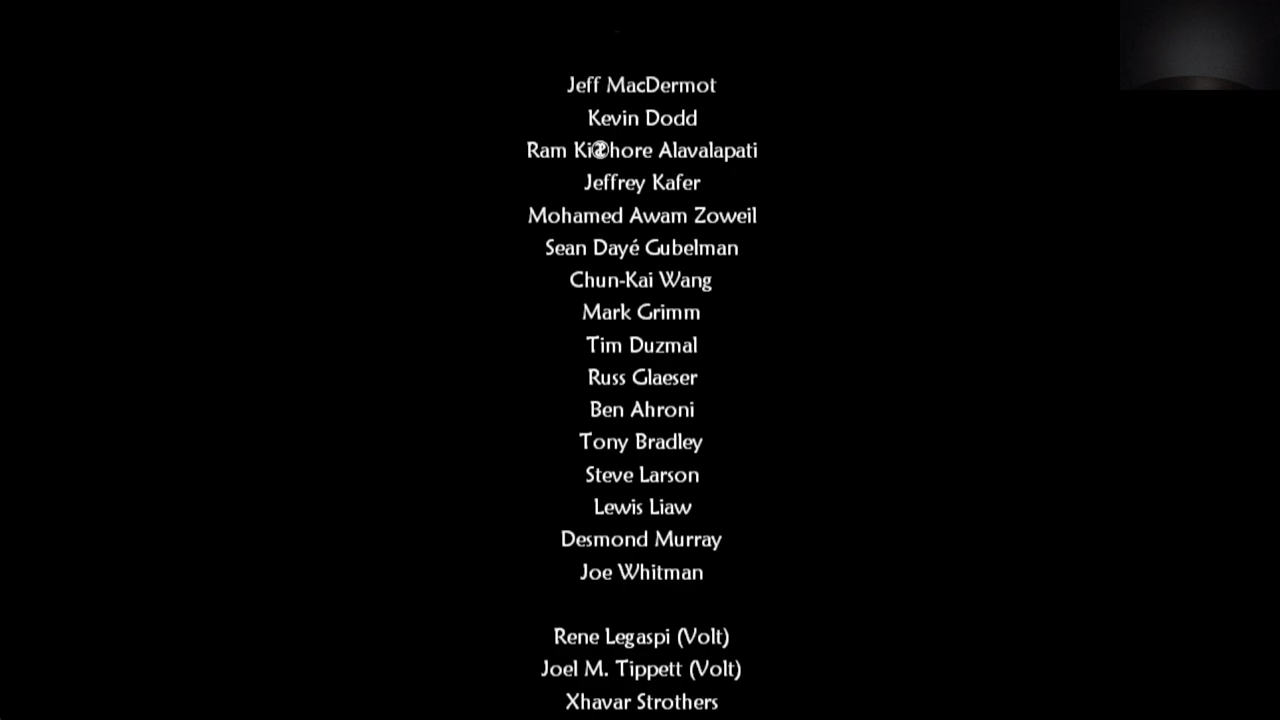 Jeff MacDermot
Kevin Dodd
Ram Ki②hore Alavalapati
Jeffrey Kafer
Mohamed Awam Zoweil
Sean Dayé Gubelman
Chun-Kai Wang
Mark Grimm
Tim Duzmal
Russ Glaeser
Ben Ahroni
Tony Bradley
Steve Larson
Lewis Liaw
Desmond Murray
Joe Whitman
Rene Legaspi (Volt)
Joel M. Tippett (Volt)
Xhavar Strothers